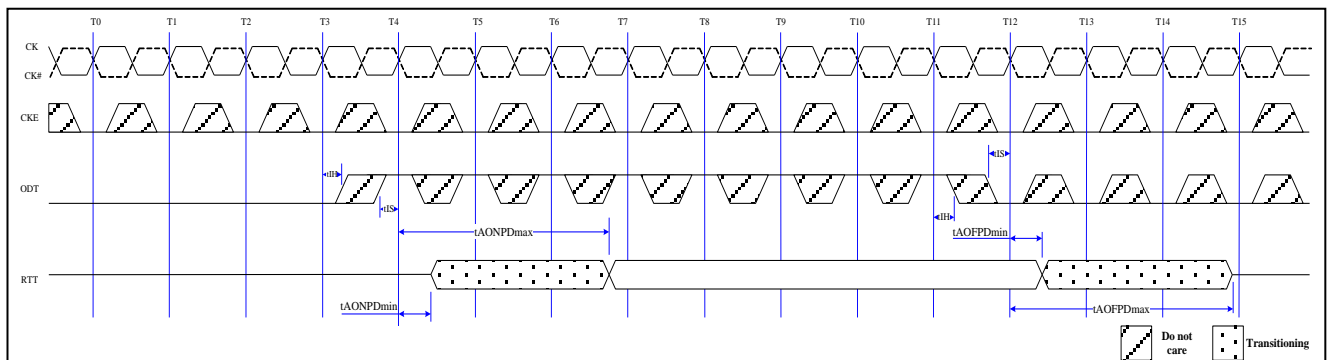 T0 T1 T2 T3 T4 T5 T6 T7 T8 T9 T10 T11 T12 T13 T14 T15
CK
CK#
CKE
tIS
tIH
ODT
tIS
tIH
tAONPDmax
tAOFPDmin
RTT
tAONPDmin
tAOFPDmax
Do not
care
Transitioning